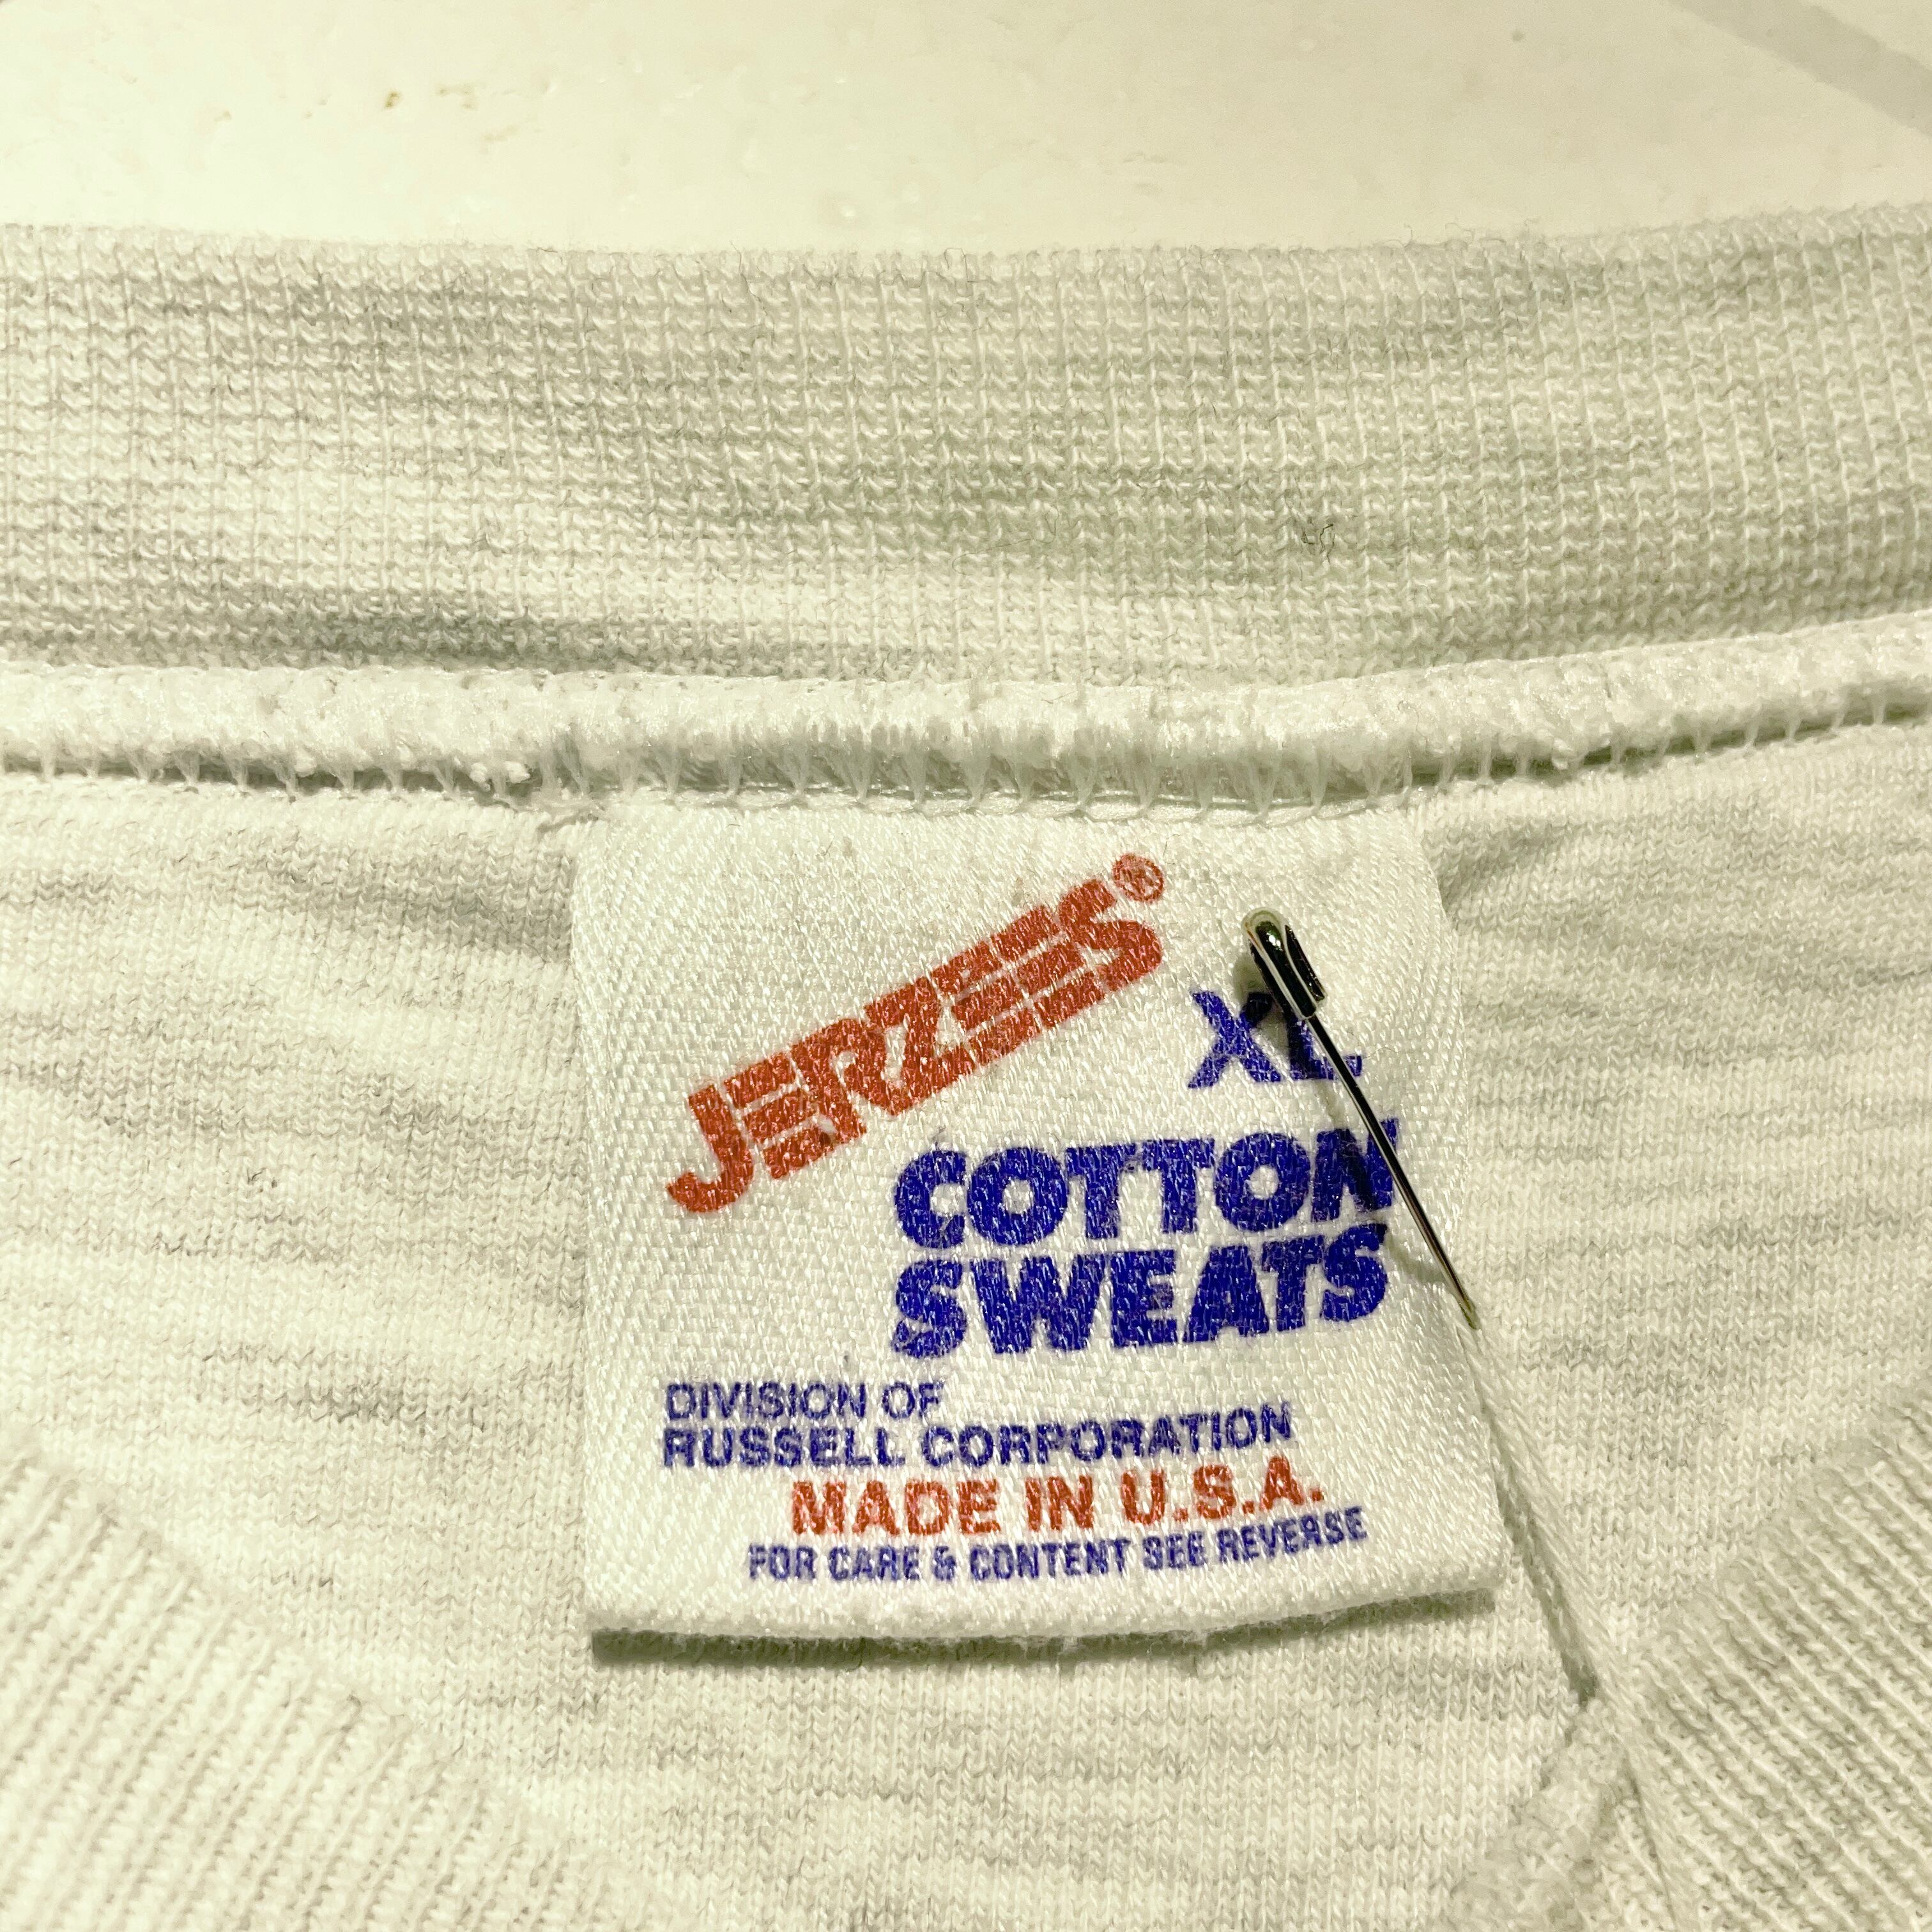 JERZEES®
XL
COTTON
SWEATS
DIVISION OF
RUSSELL CORPORATION
MADE IN U.S.A.
FOR CARE & CONTENT SEE REVERSE